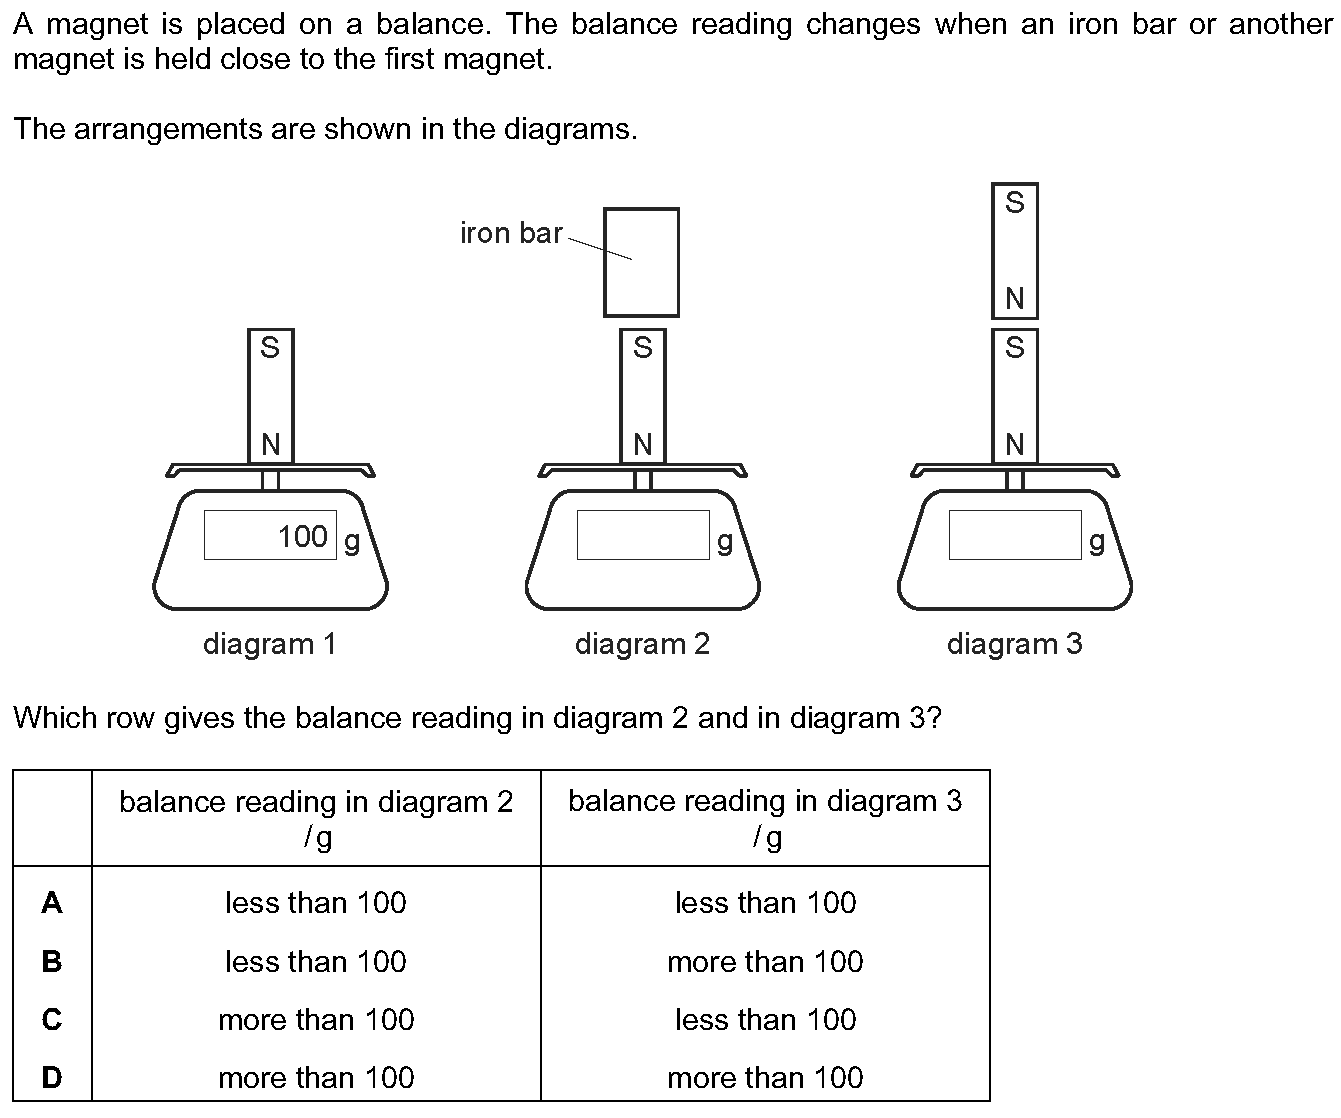 A magnet is placed on a balance. The balance reading changes when an iron bar or another
magnet is held close to the first magnet.
The arrangements are shown in the diagrams.
S
N
100 g
diagram 1
iron bar
S
N
g
diagram 2
S
N
S
N
g
diagram 3
Which row gives the balance reading in diagram 2 and in diagram 3?
balance reading in diagram 2
/ g
balance reading in diagram 3
/ g
A less than 100 less than 100
B less than 100 more than 100
C more than 100 less than 100
D more than 100 more than 100